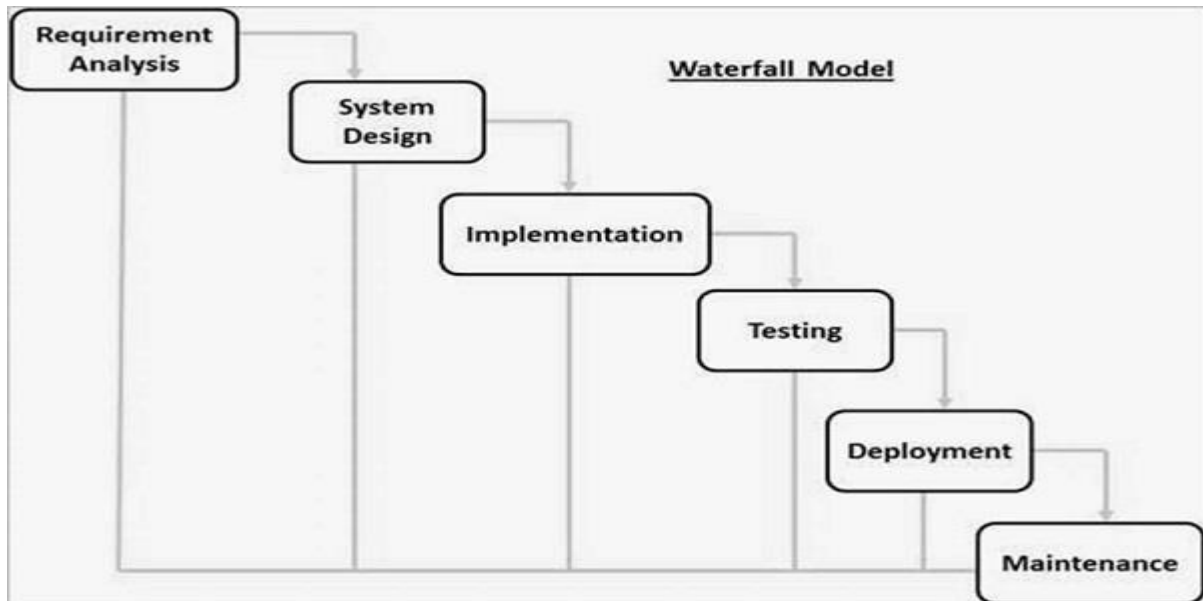 Requirement
Analysis
Waterfall Model
System
Design
Implementation
Testing
Deployment
Maintenance